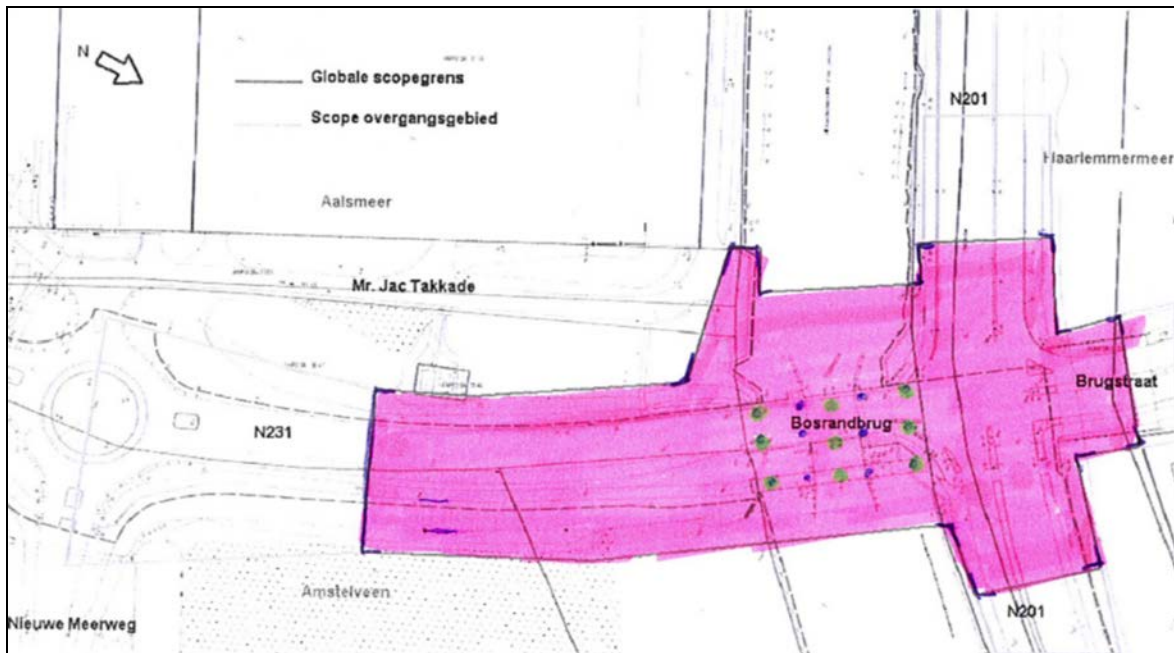 N
Globale scopegrens
N201
Scope overgangsgebied
Haarlemmermeer
Aalsmeer
Mr. Jac Takkade
Brugstraat
Bosrandbrug
N231
Amstelveen
N201
Nieuwe Meerweg